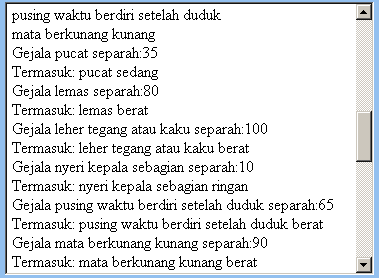 pusing waktu berdiri setelah duduk
mata berkunang kunang
Gejala pucat separah:35
Termasuk: pucat sedang
Gejala lemas separah:80
Termasuk: lemas berat
Gejala leher tegang atau kaku separah:100
Termasuk: leher tegang atau kaku berat
Gejala nyeri kepala sebagian separah:10
Termasuk: nyeri kepala sebagian ringan
Gejala pusing waktu berdiri setelah duduk separah:65
Termasuk: pusing waktu berdiri setelah duduk berat
Gejala mata berkunang kunang separah:90
Termasuk: mata berkunang kunang berat